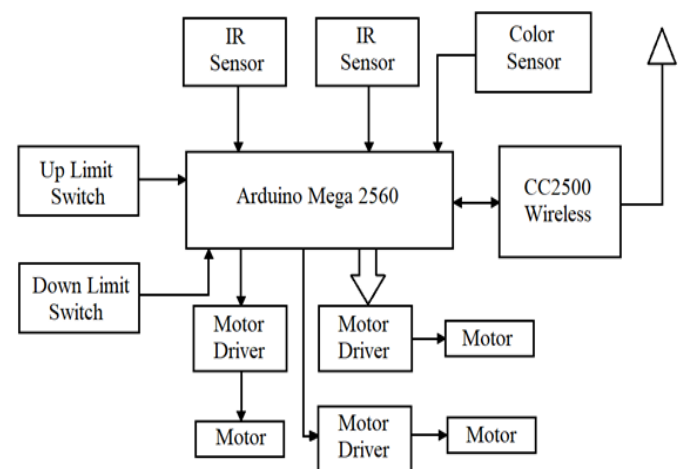 IR
Sensor
IR
Sensor
Color
Sensor
Up Limit
Switch
Arduino Mega 2560
CC2500
Wireless
Down Limit
Switch
Motor
Driver
Motor
Driver
Motor
Motor
Motor
Driver
Motor